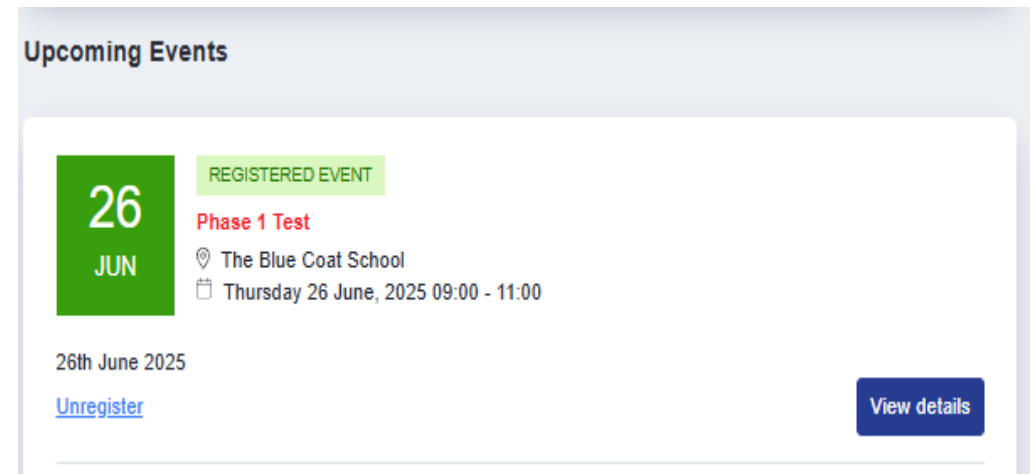 Upcoming Events
26
JUN
REGISTERED EVENT
Phase 1 Test
The Blue Coat School
Thursday 26 June, 2025 09:00 - 11:00
26th June 2025
Unregister
View details